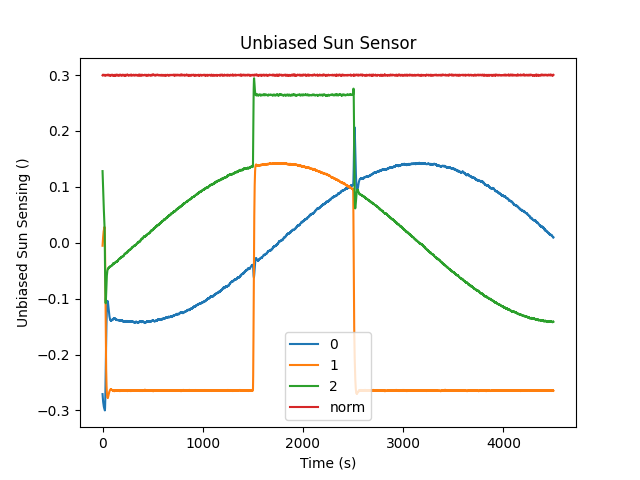 Unbiased Sun Sensor
Unbiased Sun Sensing ()
0.3
0.2
0.1
0.0
−0.1
−0.2
−0.3
0
1
2
norm
0 1000 2000 3000 4000
Time (s)